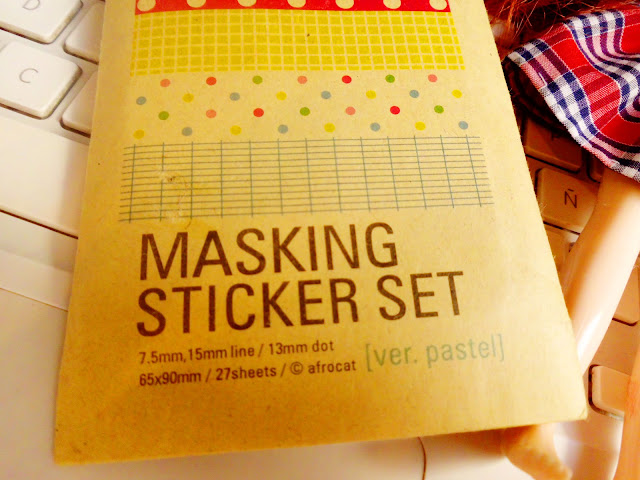 D
C
Ñ
MASKING
STICKER SET
7.5mm,15mm line / 13mm dot
65x90mm / 27sheets / © afrocat
[ver. pastel]